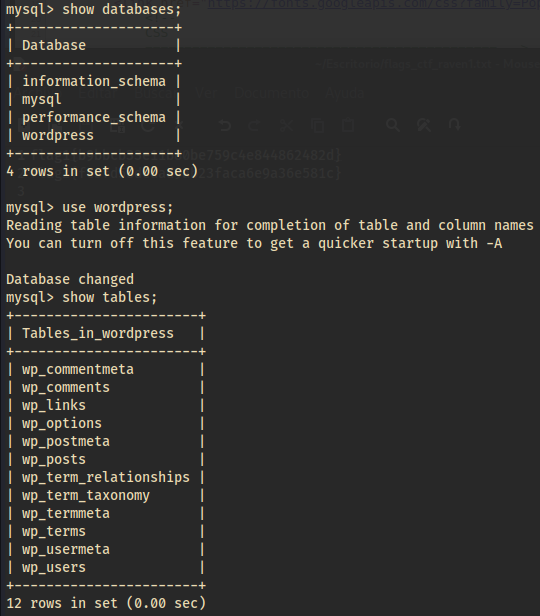 mysql> show databases;
+--------------------+
| Database           |
+--------------------+
| information_schema |
| mysql              |
| performance_schema |
| wordpress          |
+--------------------+
4 rows in set (0.00 sec)

mysql> use wordpress;
Reading table information for completion of table and column names
You can turn off this feature to get a quicker startup with -A

Database changed
mysql> show tables;
+-----------------------+
| Tables_in_wordpress   |
+-----------------------+
| wp_commentmeta        |
| wp_comments           |
| wp_links              |
| wp_options            |
| wp_postmeta           |
| wp_posts              |
| wp_term_relationships |
| wp_term_taxonomy      |
| wp_termmeta           |
| wp_terms              |
| wp_usermeta           |
| wp_users              |
+-----------------------+
12 rows in set (0.00 sec)